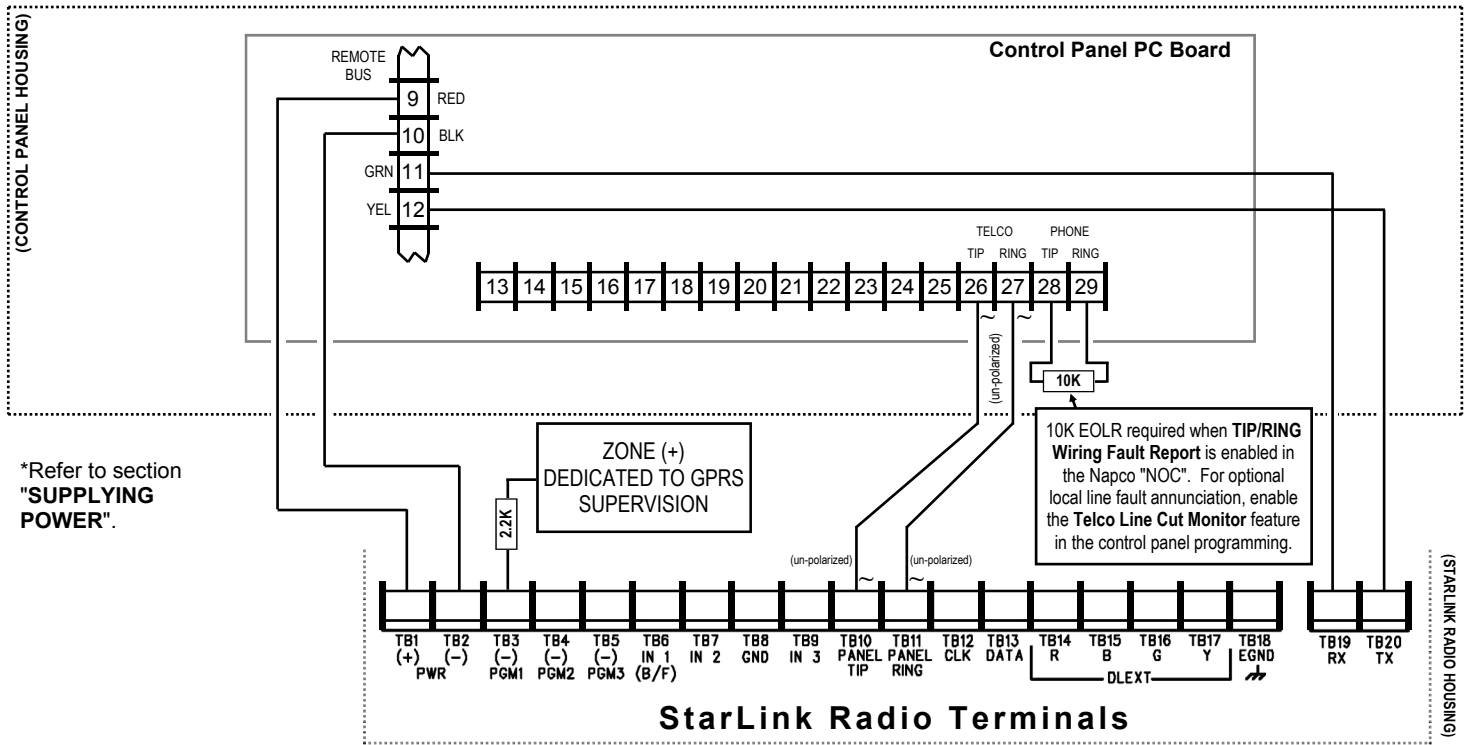 (CONTROL PANEL HOUSING)
Control Panel PC Board
REMOTE
BUS
9 RED
10 BLK
GRN 11
YEL 12
TELCO PHONE
TIP RING TIP RING
13 14 15 16 17 18 19 20 21 22 23 24 25 26 27 28 29
~ ~
(un-polarized)
10K
10K EOLR required when TIP/RING
Wiring Fault Report is enabled in
the Napco "NOC". For optional
local line fault annunciation, enable
the Telco Line Cut Monitor feature
in the control panel programming.
*Refer to section
"SUPPLYING
POWER".
ZONE (+)
DEDICATED TO GPRS
SUPERVISION
2.2K
(un-polarized) ~ (un-polarized) ~
TB1 TB2 TB3 TB4 TB5 TB6 TB7 TB8 TB9 TB10 TB11 TB12 TB13 TB14 TB15 TB16 TB17 TB18 TB19 TB20
(+) (-) (-) (-) (-) IN 1 IN 2 GND IN 3 PANEL PANEL CLK DATA R B G Y EGND RX TX
PWR PGM1 PGM2 PGM3 (B/F) TIP RING DLEXT
StarLink Radio Terminals
(STARLINK RADIO HOUSING)